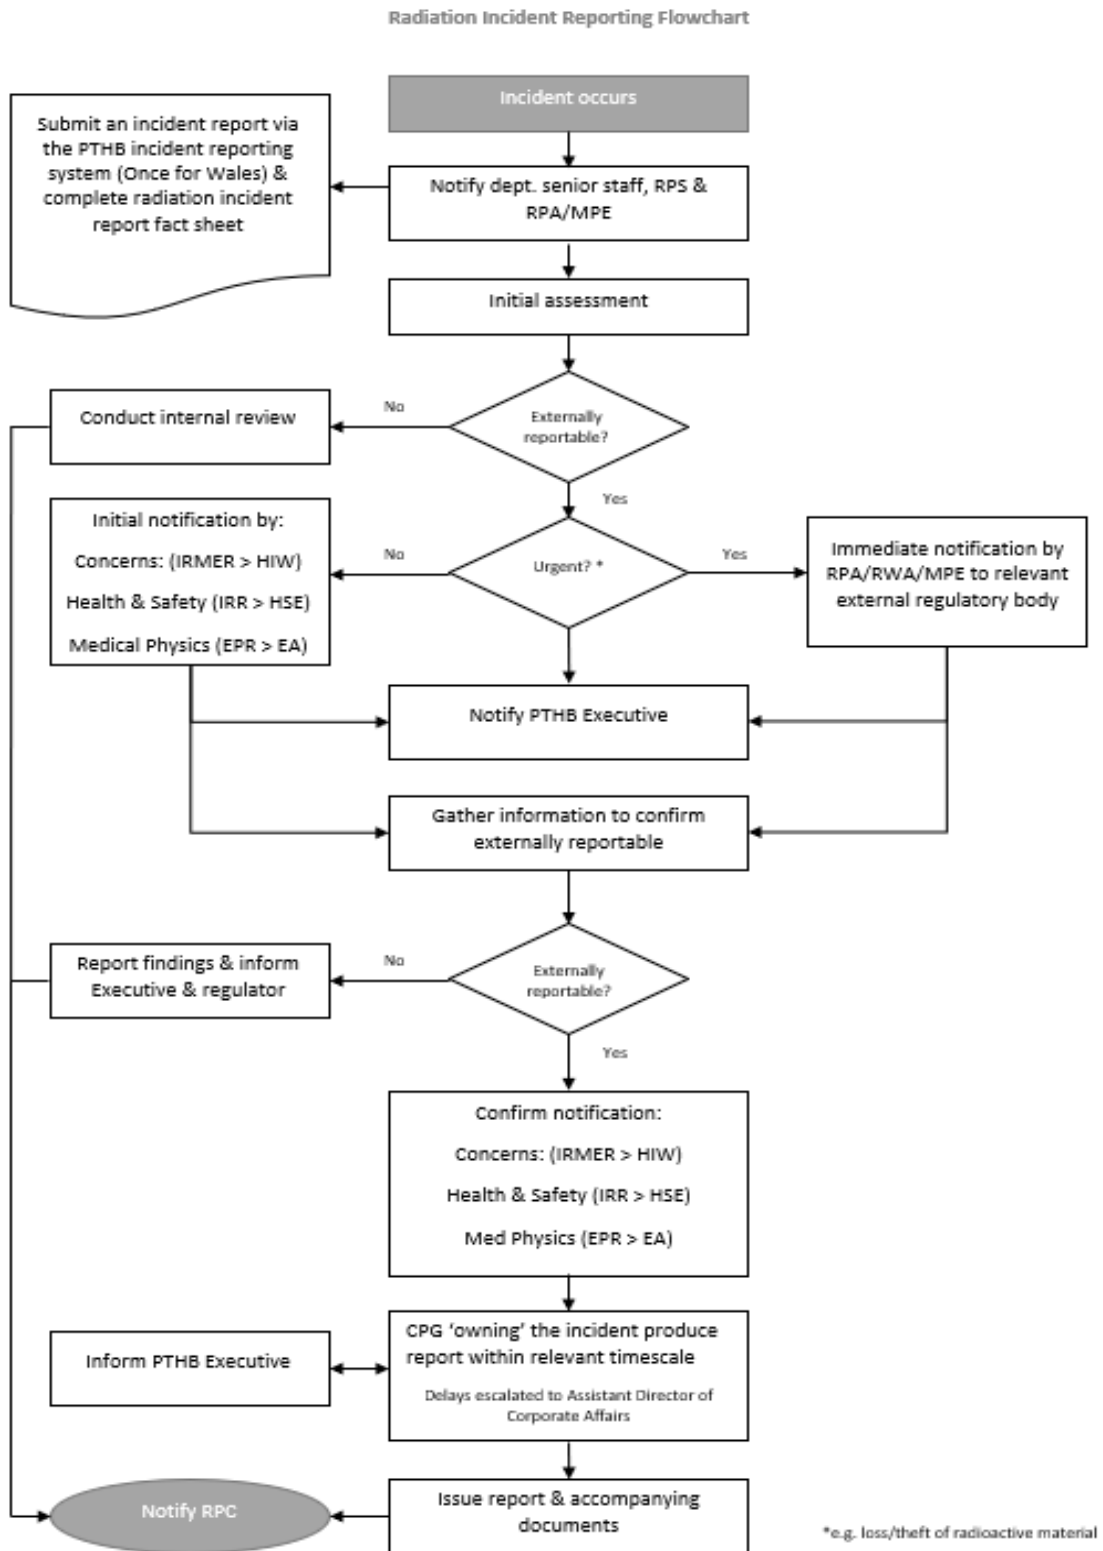 Radiation Incident Reporting Flowchart
Incident occurs
Submit an incident report via
the PTHB incident reporting
system (Once for Wales) &
complete radiation incident
report fact sheet
Notify dept. senior staff, RPS &
RPA/MPE
Initial assessment
Externally
reportable?
No
Conduct internal review
Yes
Urgent? *
No
Initial notification by:
Concerns: (IRMER > HIW)
Health & Safety (IRR > HSE)
Medical Physics (EPR > EA)
Yes
Immediate notification by
RPA/RWA/MPE to relevant
external regulatory body
Notify PTHB Executive
Gather information to confirm
externally reportable
Externally
reportable?
No
Report findings & inform
Executive & regulator
Yes
Confirm notification:
Concerns: (IRMER > HIW)
Health & Safety (IRR > HSE)
Med Physics (EPR > EA)
CPG ‘owning’ the incident produce
report within relevant timescale
Delays escalated to Assistant Director of
Corporate Affairs
Inform PTHB Executive
Issue report & accompanying
documents
Notify RPC
*e.g. loss/theft of radioactive material